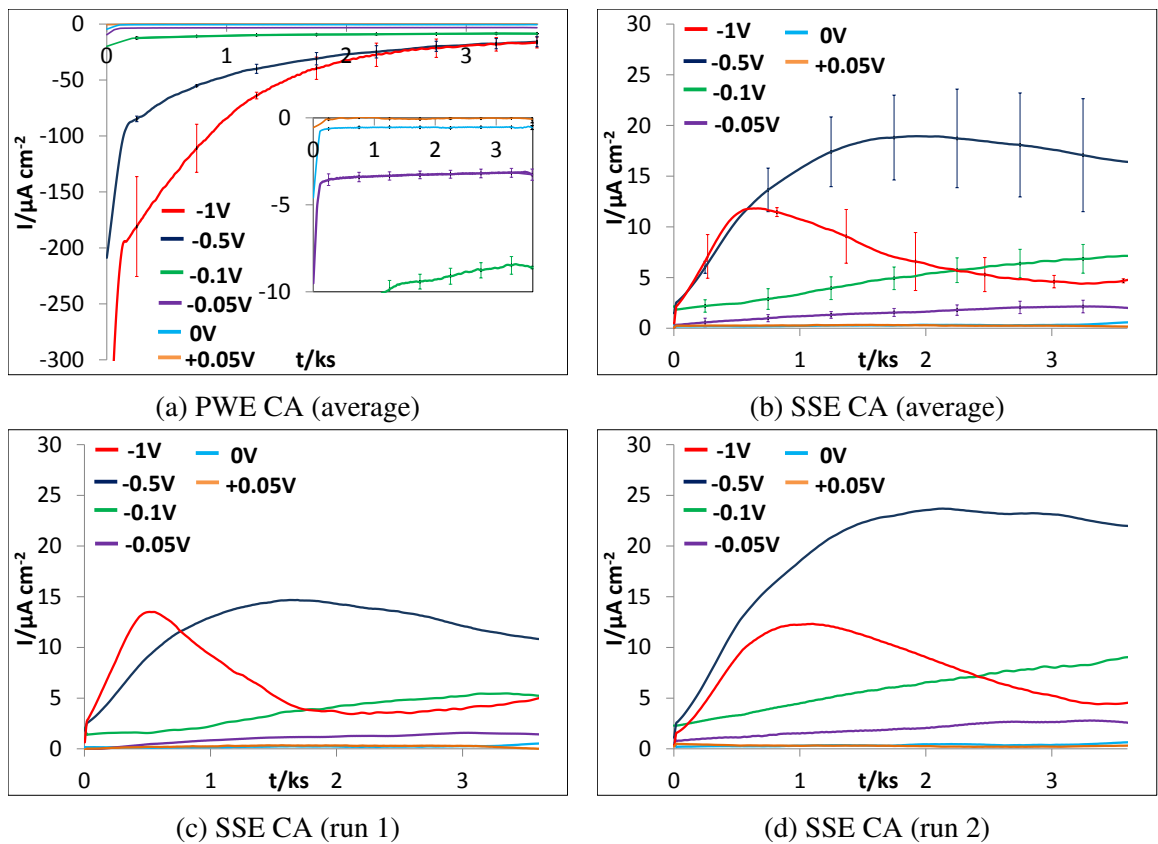 0
-50
-100
-150
-200
-250
-300
I/µA cm-2
0 1 2 3
t/ks
-1V
-0.5V
-0.1V
-0.05V
0V
+0.05V
0
-5
-10
0 1 2 3
(a) PWE CA (average)
30
25
20
15
10
5
0
I/µA cm-2
0 1 2 3
t/ks
-1V 0V
-0.5V +0.05V
-0.1V
-0.05V
(b) SSE CA (average)
30
25
20
15
10
5
0
I/µA cm-2
0 1 2 3
t/ks
-1V 0V
-0.5V +0.05V
-0.1V
-0.05V
(c) SSE CA (run 1)
30
25
20
15
10
5
0
I/µA cm-2
0 1 2 3
t/ks
-1V 0V
-0.5V +0.05V
-0.1V
-0.05V
(d) SSE CA (run 2)